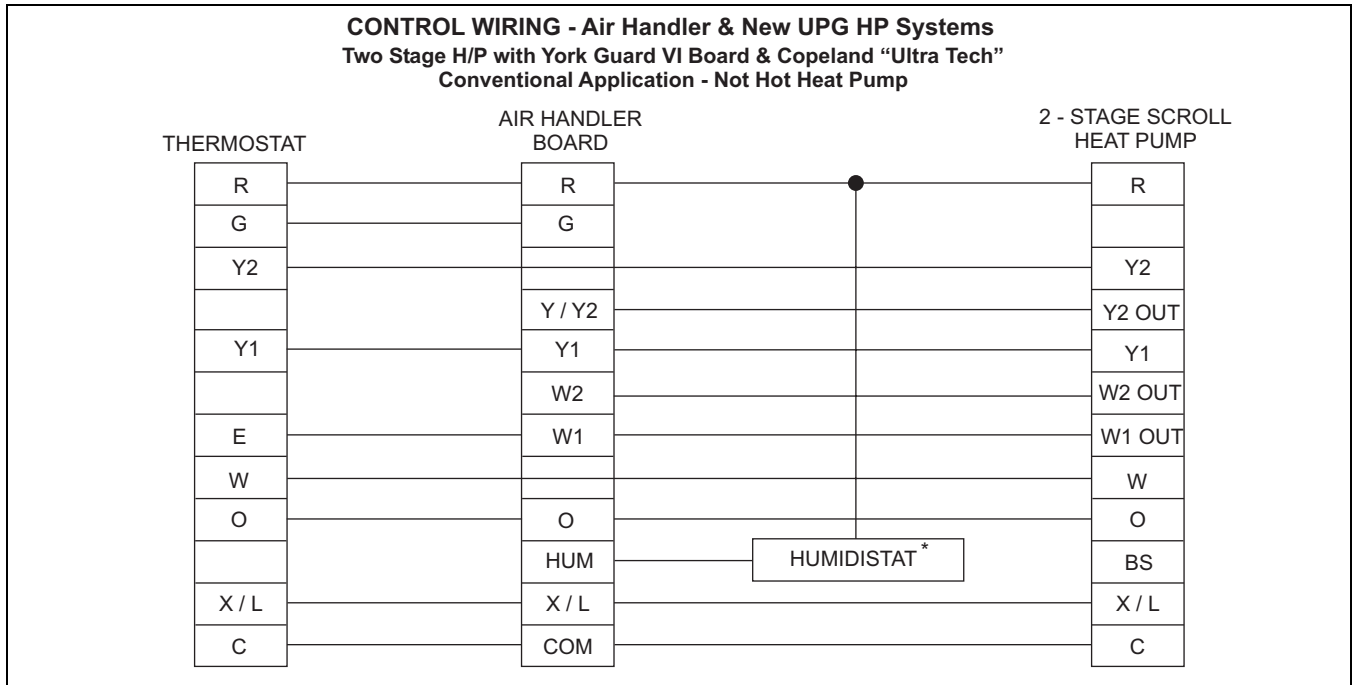 CONTROL WIRING - Air Handler & New UPG HP Systems
Two Stage H/P with York Guard VI Board & Copeland “Ultra Tech”
Conventional Application - Not Hot Heat Pump
THERMOSTAT
AIR HANDLER
BOARD
2 - STAGE SCROLL
HEAT PUMP
R R R
G G
Y2 Y2
Y / Y2 Y2 OUT
Y1 Y1 Y1
W2 W2 OUT
E W1 W1 OUT
W W
O O O
HUM HUMIDISTAT * BS
X / L X / L X / L
C COM C